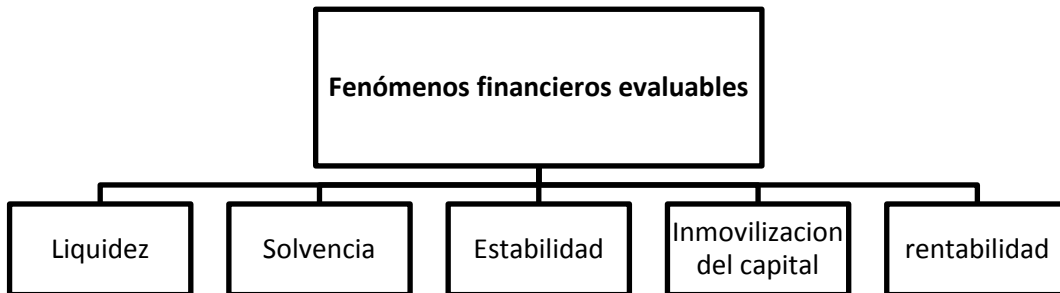 Fenómenos financieros evaluables
Liquidez
Solvencia
Estabilidad
Inmovilizacion
del capital
rentabilidad